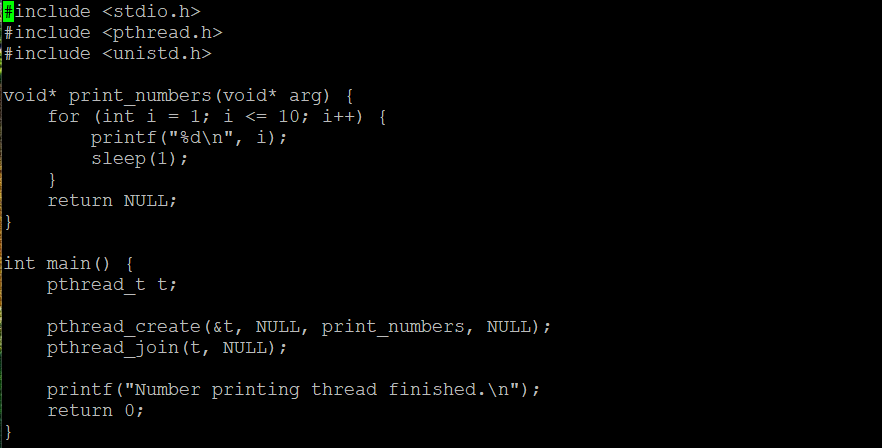 #include <stdio.h>
#include <pthread.h>
#include <unistd.h>

void* print_numbers(void* arg) {
    for (int i = 1; i <= 10; i++) {
        printf("%d\n", i);
        sleep(1);
    }
    return NULL;
}

int main() {
    pthread_t t;

    pthread_create(&t, NULL, print_numbers, NULL);
    pthread_join(t, NULL);

    printf("Number printing thread finished.\n");
    return 0;
}